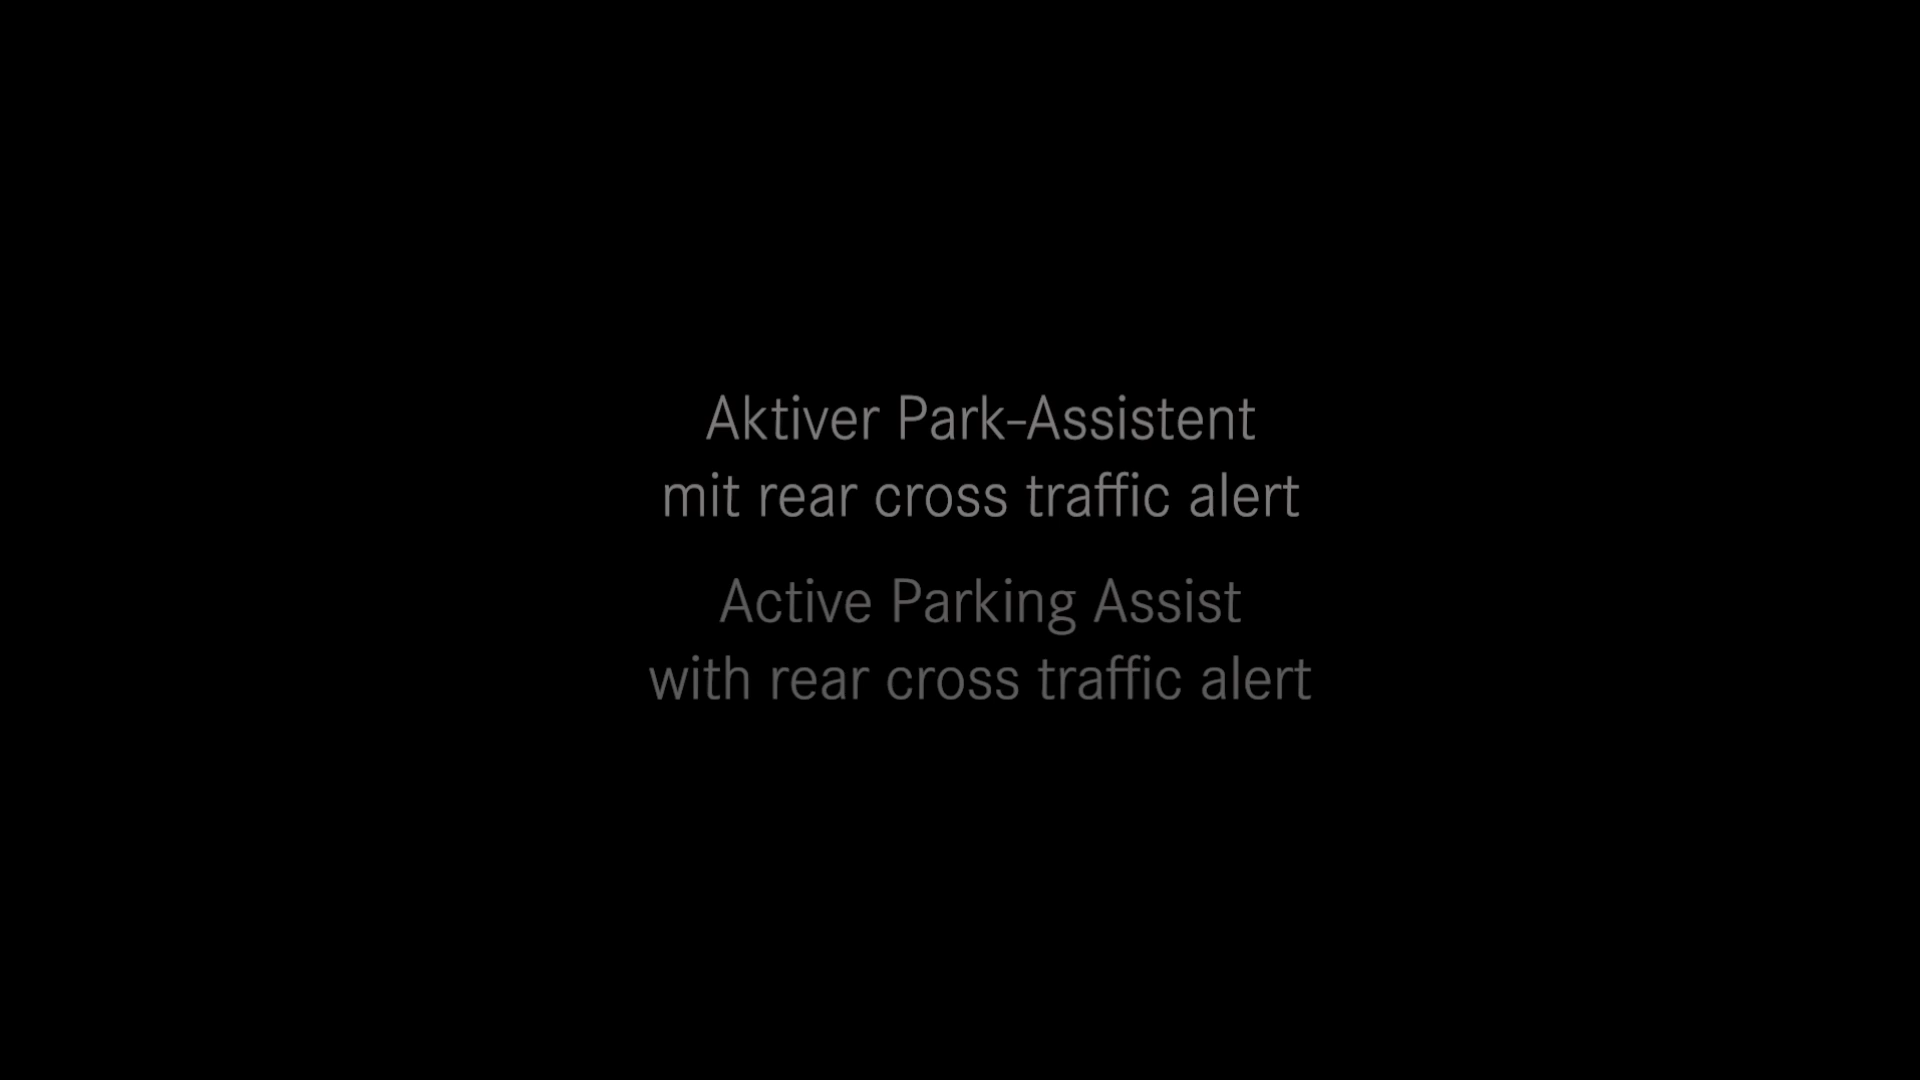 Aktiver Park-Assistent
mit rear cross traffic alert
Active Parking Assist
with rear cross traffic alert